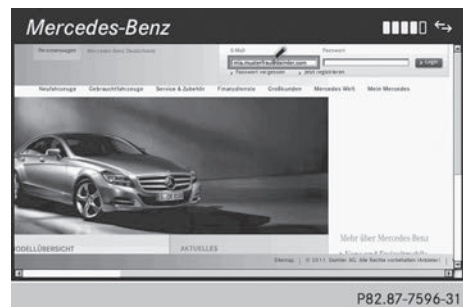 Mercedes-Benz
Personenwagen Mercedes-Benz Deutschland E-Mail Passwort
mia.musterfrau@daimler.com Login
Passwort vergessen Jetzt registrieren
Neufahrzeuge Gebrauchtfahrzeuge Service & Zubehör Finanzdienste Großkunden Mercedes Welt Mein Mercedes
Mehr über Mercedes-Benz
MODELLÜBERSICHT AKTUELLES
Sitemap | © 2011. Daimler AG. Alle Rechte vorbehalten (Anbieter)
P82.87-7596-31